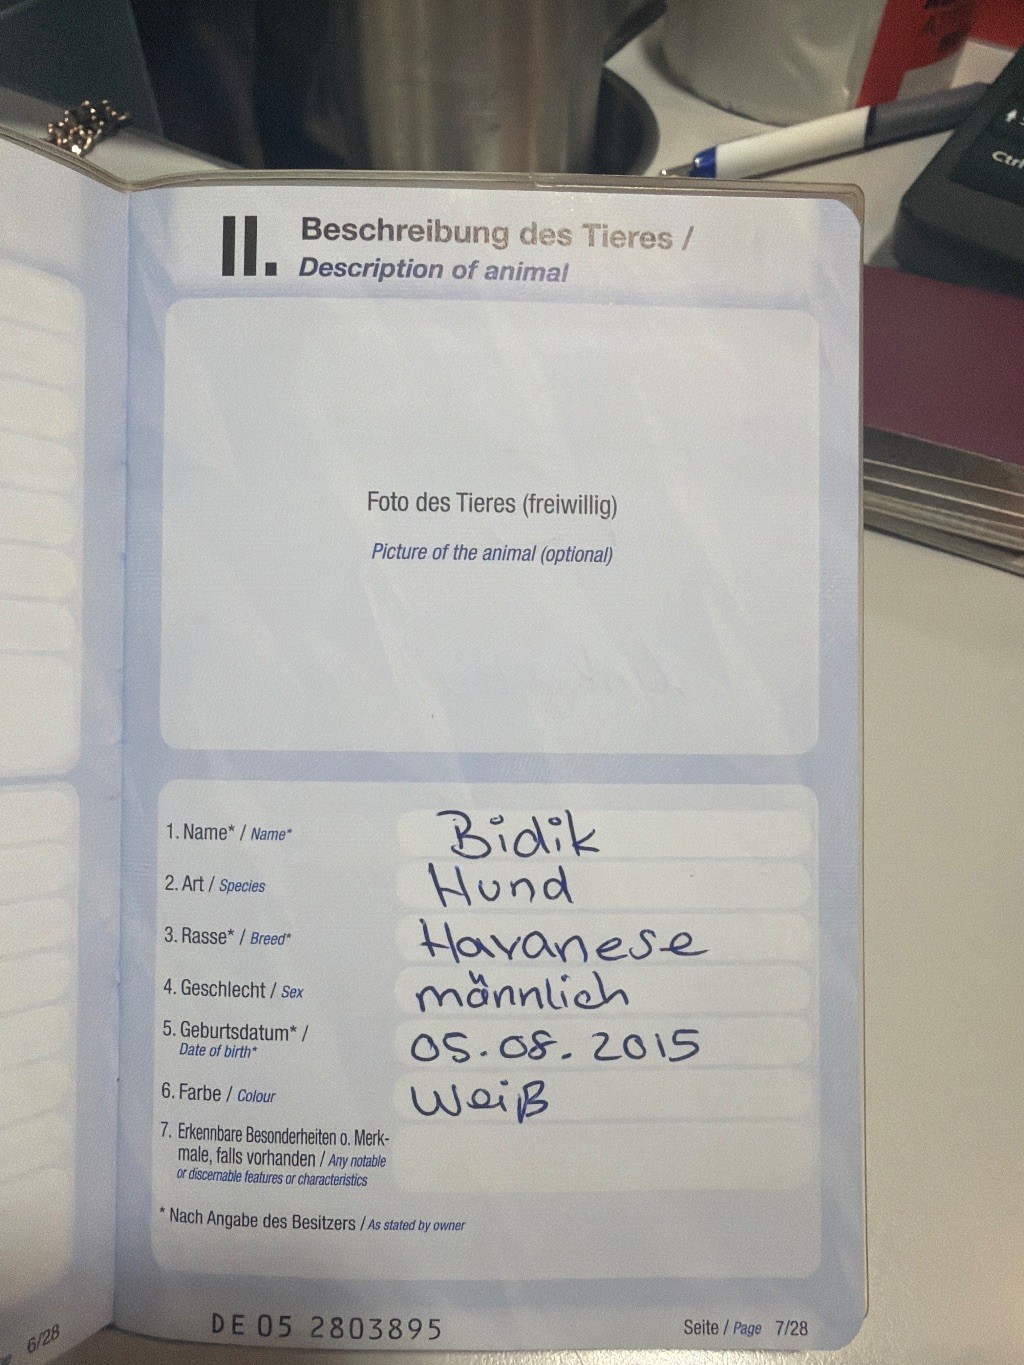 II. Beschreibung des Tieres /
Description of animal
Foto des Tieres (freiwillig)
Picture of the animal (optional)
1. Name* / Name* Bidik
2. Art / Species Hund
3. Rasse* / Breed* Havanese
4. Geschlecht / Sex männlich
5. Geburtsdatum* /
Date of birth* 05.08.2015
6. Farbe / Colour Weiß
7. Erkennbare Besonderheiten o. Merk-
male, falls vorhanden / Any notable
or discernable features or characteristics
* Nach Angabe des Besitzers / As stated by owner
DE 05 2803895
Seite / Page 7/28
6/28
Ctrl